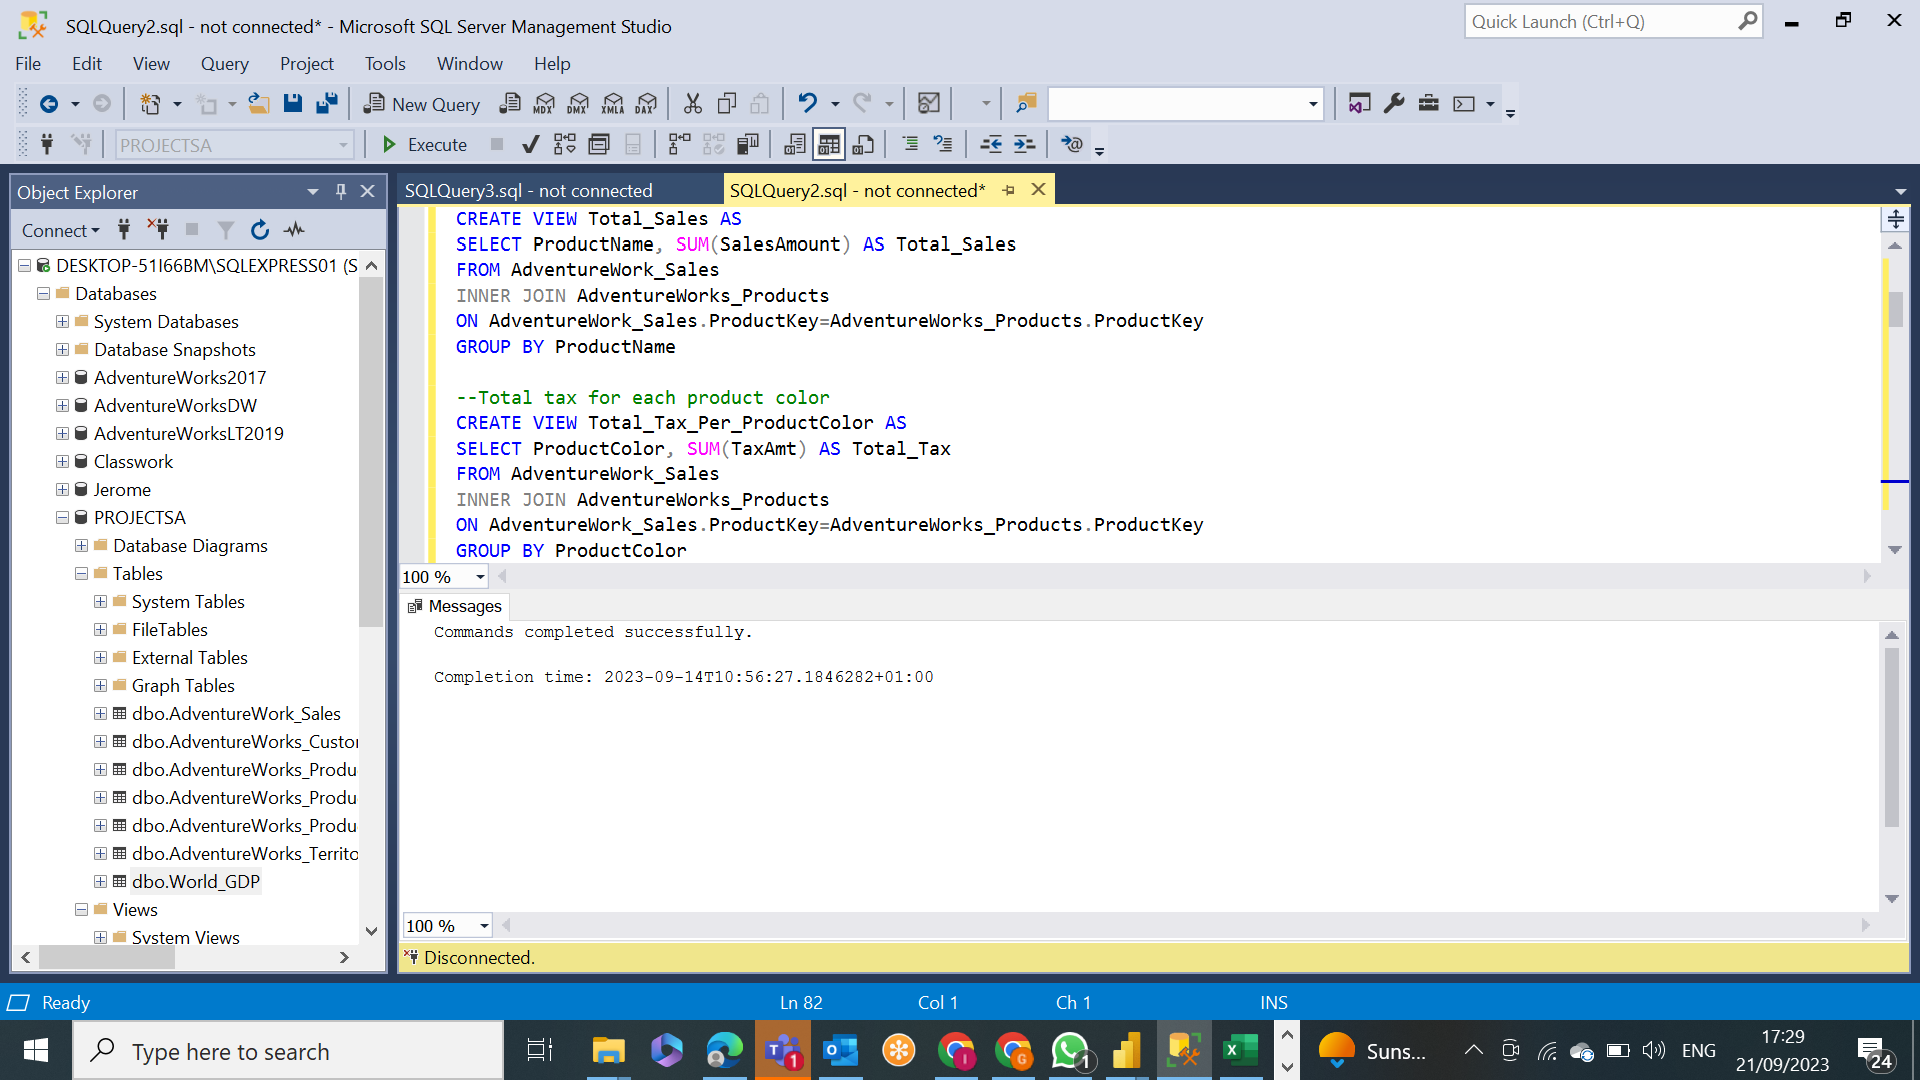 SQLQuery2.sql - not connected* - Microsoft SQL Server Management Studio
Quick Launch (Ctrl+Q)
File Edit View Query Project Tools Window Help
New Query MDX DMX XMLA DAX
PROJECTSA Execute
Object Explorer
SQLQuery3.sql - not connected
SQLQuery2.sql - not connected*
Connect
DESKTOP-51I66BM\SQLEXPRESS01 (S
Databases
System Databases
Database Snapshots
AdventureWorks2017
AdventureWorksDW
AdventureWorksLT2019
Classwork
Jerome
PROJECTSA
Database Diagrams
Tables
System Tables
FileTables
External Tables
Graph Tables
dbo.AdventureWork_Sales
dbo.AdventureWorks_Custor
dbo.AdventureWorks_Produ
dbo.AdventureWorks_Produ
dbo.AdventureWorks_Produ
dbo.AdventureWorks_Territo
dbo.World_GDP
Views
System Views
CREATE VIEW Total_Sales AS
SELECT ProductName, SUM(SalesAmount) AS Total_Sales
FROM AdventureWork_Sales
INNER JOIN AdventureWorks_Products
ON AdventureWork_Sales.ProductKey=AdventureWorks_Products.ProductKey
GROUP BY ProductName
--Total tax for each product color
CREATE VIEW Total_Tax_Per_ProductColor AS
SELECT ProductColor, SUM(TaxAmt) AS Total_Tax
FROM AdventureWork_Sales
INNER JOIN AdventureWorks_Products
ON AdventureWork_Sales.ProductKey=AdventureWorks_Products.ProductKey
GROUP BY ProductColor
100 %
Messages
Commands completed successfully.
Completion time: 2023-09-14T10:56:27.1846282+01:00
100 %
Disconnected.
Ready Ln 82 Col 1 Ch 1 INS
Type here to search
Suns...
ENG
17:29
21/09/2023
24